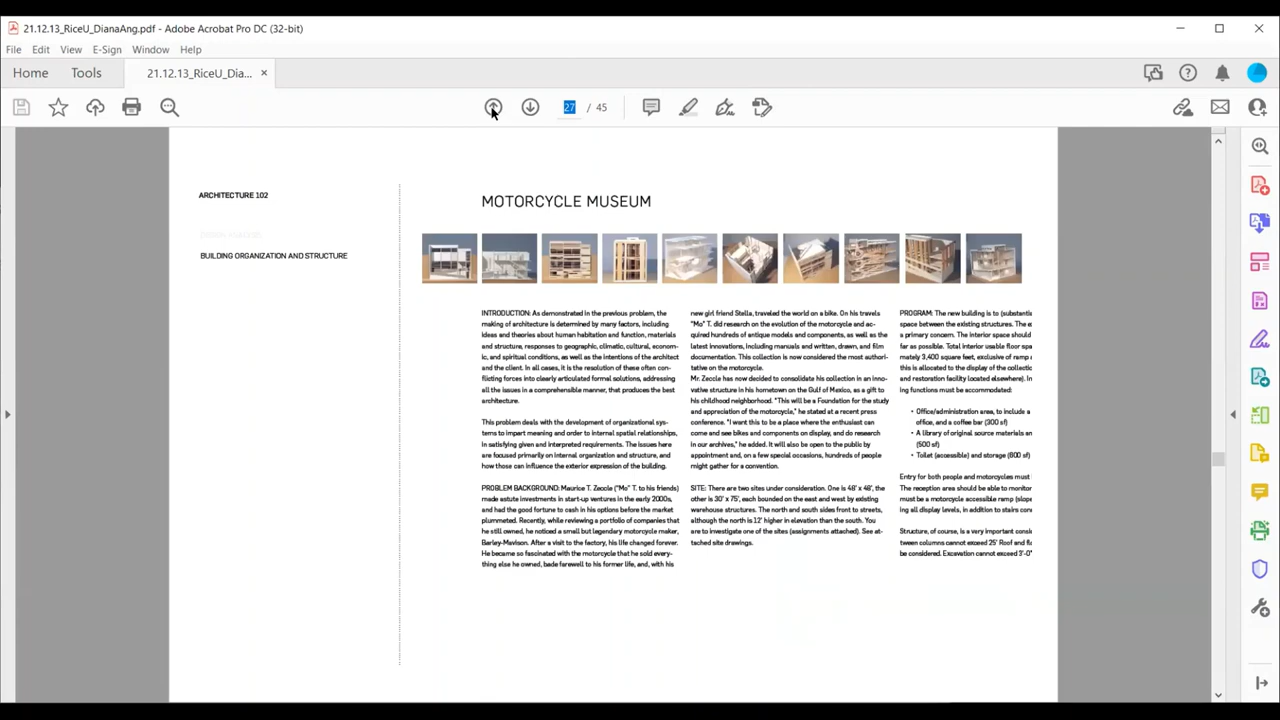 21.12.13_RiceU_DianaAng.pdf - Adobe Acrobat Pro DC (32-bit)
File Edit View E-Sign Window Help
Home Tools 21.12.13_RiceU_Dia... ×
27 / 45
ARCHITECTURE 102
BUILDING ORGANIZATION AND STRUCTURE
MOTORCYCLE MUSEUM
INTRODUCTION: As demonstrated in the previous problem, the
making of architecture is determined by many factors, including
ideas and theories about human habitation and function, materials
and structure, responses to geographic, climatic, cultural, econom-
ic, and spiritual conditions, as well as the intentions of the architect
and the client. In all cases, it is the resolution of these often con-
flicting forces into clearly articulated formal solutions, addressing
all the issues in a comprehensible manner, that produces the best
architecture.
This problem deals with the development of organizational sys-
tems to impart meaning and order to internal spatial relationships,
in satisfying given and interpreted requirements. The issues here
are focused primarily on internal organization and structure, and
how those can influence the exterior expression of the building.
PROBLEM BACKGROUND: Maurice T. Zeccle ("Mo" T. to his friends)
made astute investments in start-up ventures in the early 2000s,
and had the good fortune to cash in his options before the market
plummeted. Recently, while reviewing a portfolio of companies that
he still owned, he noticed a small but legendary motorcycle maker,
Barley-Mavison. After a visit to the factory, his life changed forever.
He became so fascinated with the motorcycle that he sold every-
thing else he owned, bade farewell to his former life, and, with his
new girl friend Stella, traveled the world on a bike. On his travels
"Mo" T. did research on the evolution of the motorcycle and ac-
quired hundreds of antique models and components, as well as the
latest innovations, including manuals and written, drawn, and film
documentation. This collection is now considered the most authori-
tative on the motorcycle.
Mr. Zeccle has now decided to consolidate his collection in an inno-
vative structure in his hometown on the Gulf of Mexico, as a gift to
his childhood neighborhood. "This will be a Foundation for the study
and appreciation of the motorcycle," he stated at a recent press
conference. "I want this to be a place where the enthusiast can
come and see bikes and components on display, and do research
in our archives," he added. It will also be open to the public by
appointment and, on a few special occasions, hundreds of people
might gather for a convention.
SITE: There are two sites under consideration. One is 48' x 48', the
other is 30' x 75', each bounded on the east and west by existing
warehouse structures. The north and south sides front to streets,
although the north is 12' higher in elevation than the south. You
are to investigate one of the sites (assignments attached). See at-
tached site drawings.
PROGRAM: The new building is to (substantia
space between the existing structures. The e
a primary concern. The interior space should
far as possible. Total interior usable floor spa
mately 3,400 square feet, exclusive of ramp a
this is allocated to the display of the collectic
and restoration facility located elsewhere). In
ing functions must be accommodated:
• Office/administration area, to include a
office, and a coffee bar (300 sf)
• A library of original source materials an
(500 sf)
• Toilet (accessible) and storage (600 sf)
Entry for both people and motorcycles must
The reception area should be able to monitor
must be a motorcycle accessible ramp (slope
ing all display levels, in addition to stairs con
Structure, of course, is a very important consi
tween columns cannot exceed 25' Roof and fl
be considered. Excavation cannot exceed 3'-0"